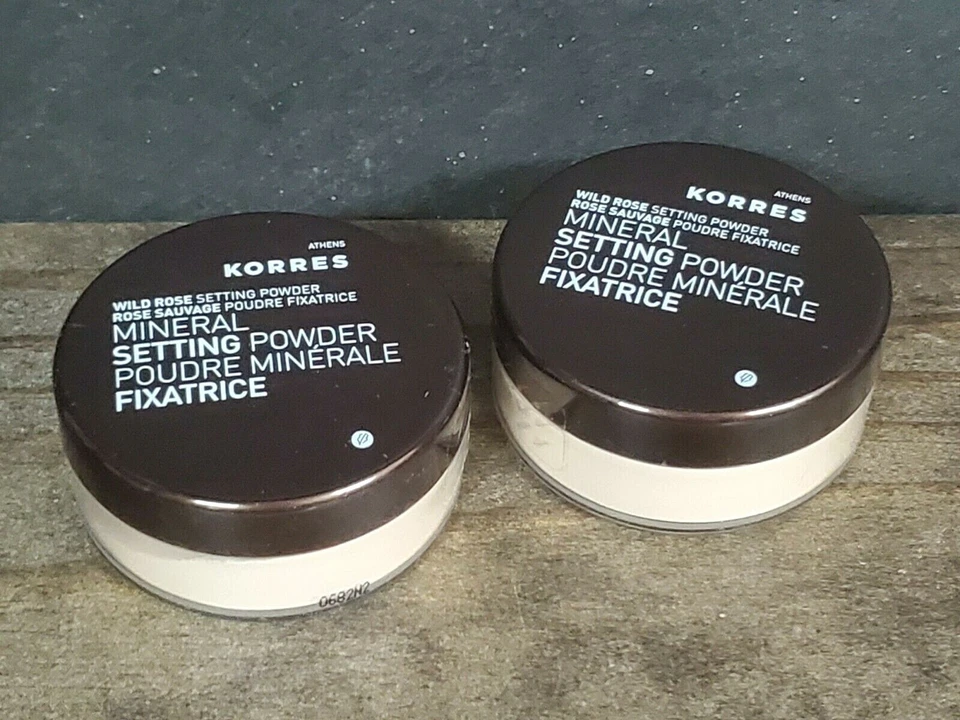 ATHENS
KORRES
WILD ROSE SETTING POWDER
ROSE SAUVAGE POUDRE FIXATRICE
MINERAL
SETTING POWDER
POUDRE MINÉRALE
FIXATRICE
0682H2
ATHENS
KORRES
WILD ROSE SETTING POWDER
ROSE SAUVAGE POUDRE FIXATRICE
MINERAL
SETTING POWDER
POUDRE MINÉRALE
FIXATRICE